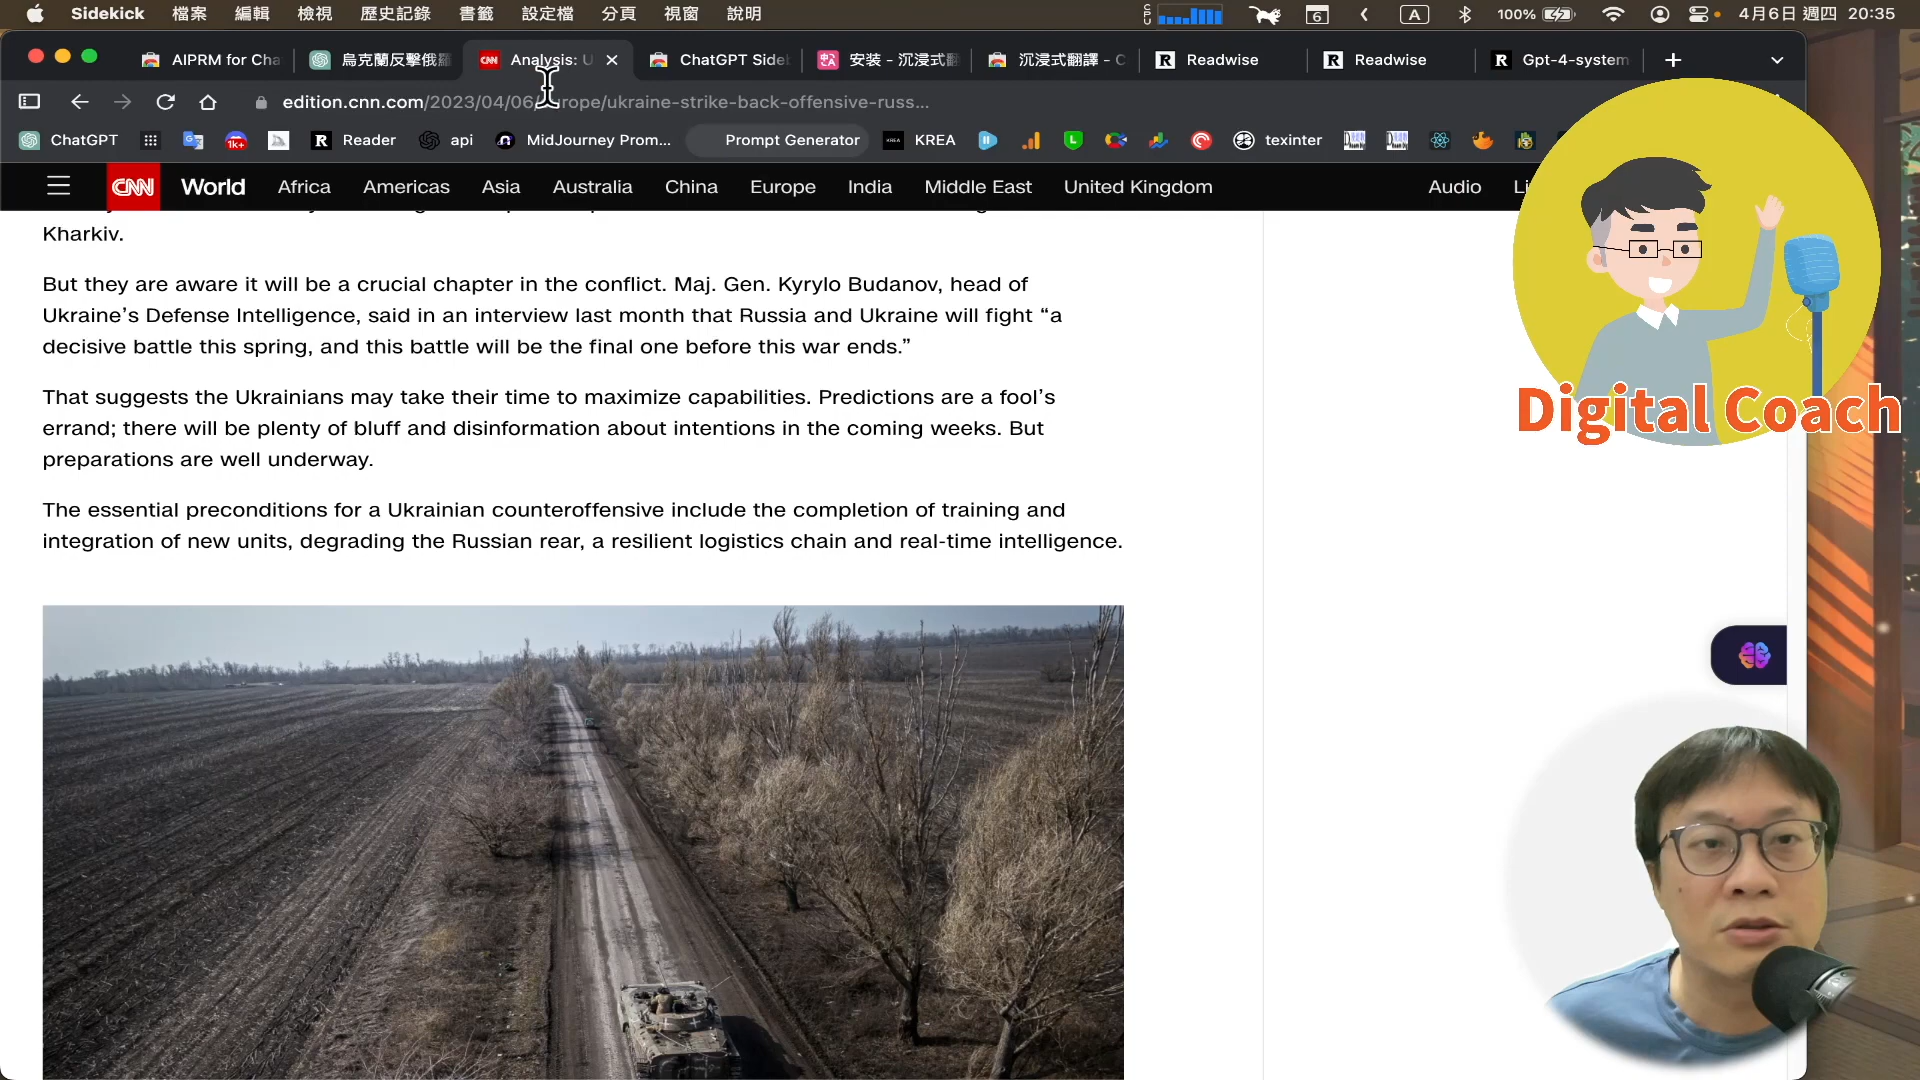 Sidekick 檔案 編輯 檢視 歷史記錄 書籤 設定檔 分頁 視窗 說明 6 A 100% 4月6日 週四 20:35
AIPRM for Cha 烏克蘭反擊俄羅 CNN Analysis: U ChatGPT Side 安裝 - 沉浸式翻 沉浸式翻譯 - C R Readwise R Readwise R Gpt-4-system
edition.cnn.com/2023/04/06/europe/ukraine-strike-back-offensive-russ...
ChatGPT 1k+ R Reader api MidJourney Prom... Prompt Generator KREA KREA L texinter
CNN World Africa Americas Asia Australia China Europe India Middle East United Kingdom Audio Li
Kharkiv.
But they are aware it will be a crucial chapter in the conflict. Maj. Gen. Kyrylo Budanov, head of
Ukraine’s Defense Intelligence, said in an interview last month that Russia and Ukraine will fight “a
decisive battle this spring, and this battle will be the final one before this war ends.”
That suggests the Ukrainians may take their time to maximize capabilities. Predictions are a fool’s
errand; there will be plenty of bluff and disinformation about intentions in the coming weeks. But
preparations are well underway.
The essential preconditions for a Ukrainian counteroffensive include the completion of training and
integration of new units, degrading the Russian rear, a resilient logistics chain and real-time intelligence.
Digital Coach